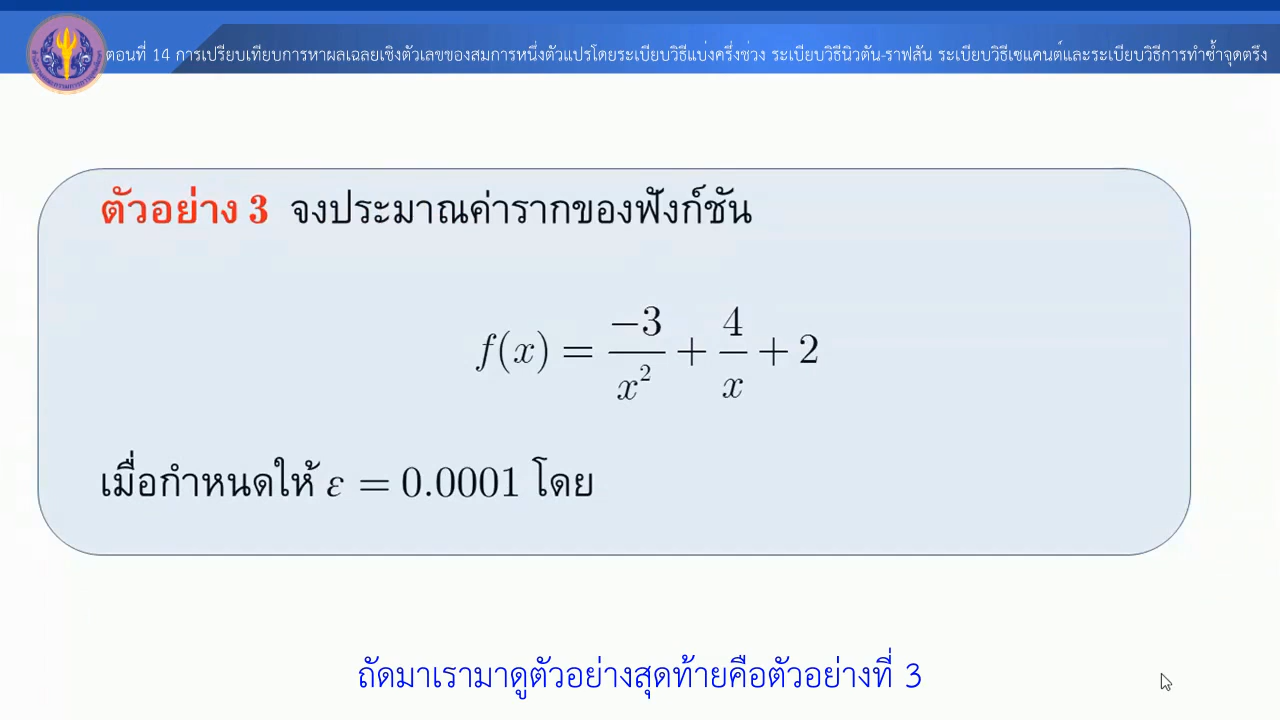 ตอนที่ 14 การเปรียบเทียบการหาผลเฉลยเชิงตัวเลขของสมการหนึ่งตัวแปรโดยระเบียบวิธีแบ่งครึ่งช่วง ระเบียบวิธีนิวตัน-ราฟสัน ระเบียบวิธีเซแคนต์และระเบียบวิธีการทำซ้ำจุดตรึง
ตัวอย่าง 3 จงประมาณค่ารากของฟังก์ชัน
f(x) = \frac{-3}{x^2} + \frac{4}{x} + 2
เมื่อกำหนดให้ ε = 0.0001 โดย
ถัดมาเรามาดูตัวอย่างสุดท้ายคือตัวอย่างที่ 3